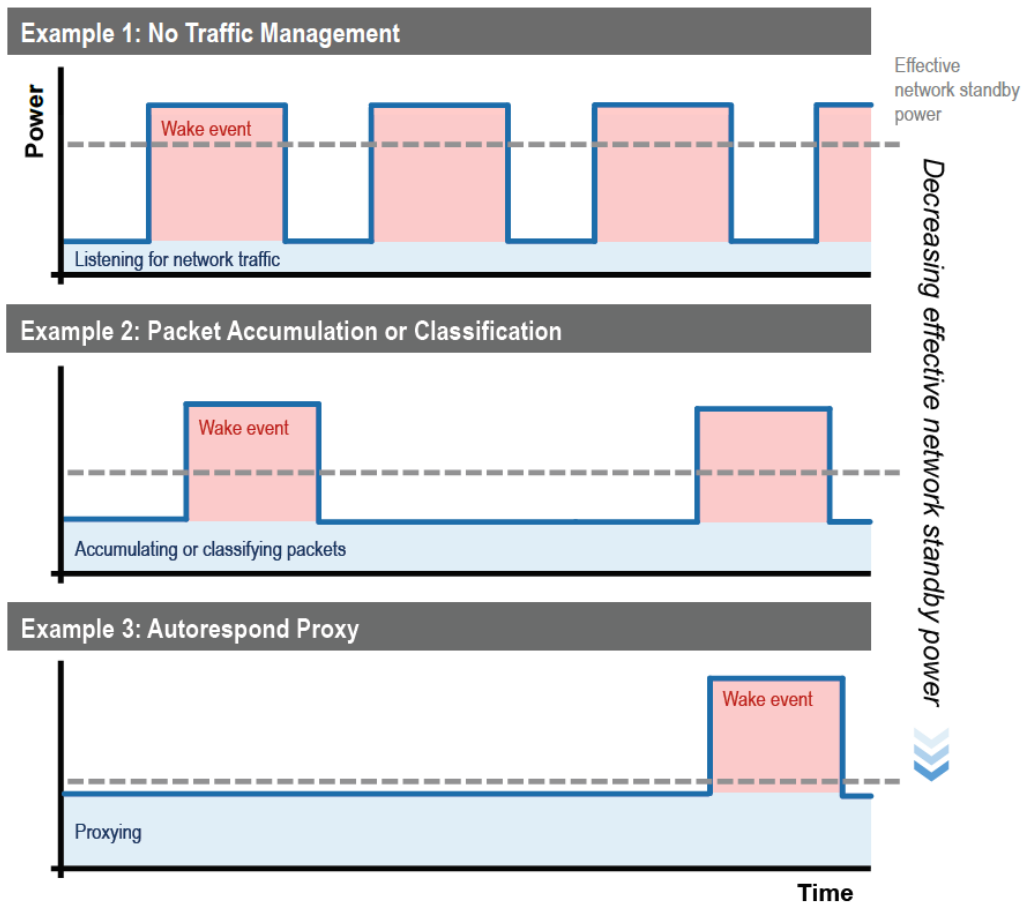 Example 1: No Traffic Management
Effective
network standby
power
Power
Wake event
Listening for network traffic
Decreasing effective network standby power
Example 2: Packet Accumulation or Classification
Wake event
Accumulating or classifying packets
Example 3: Autorespond Proxy
Wake event
Proxying
Time